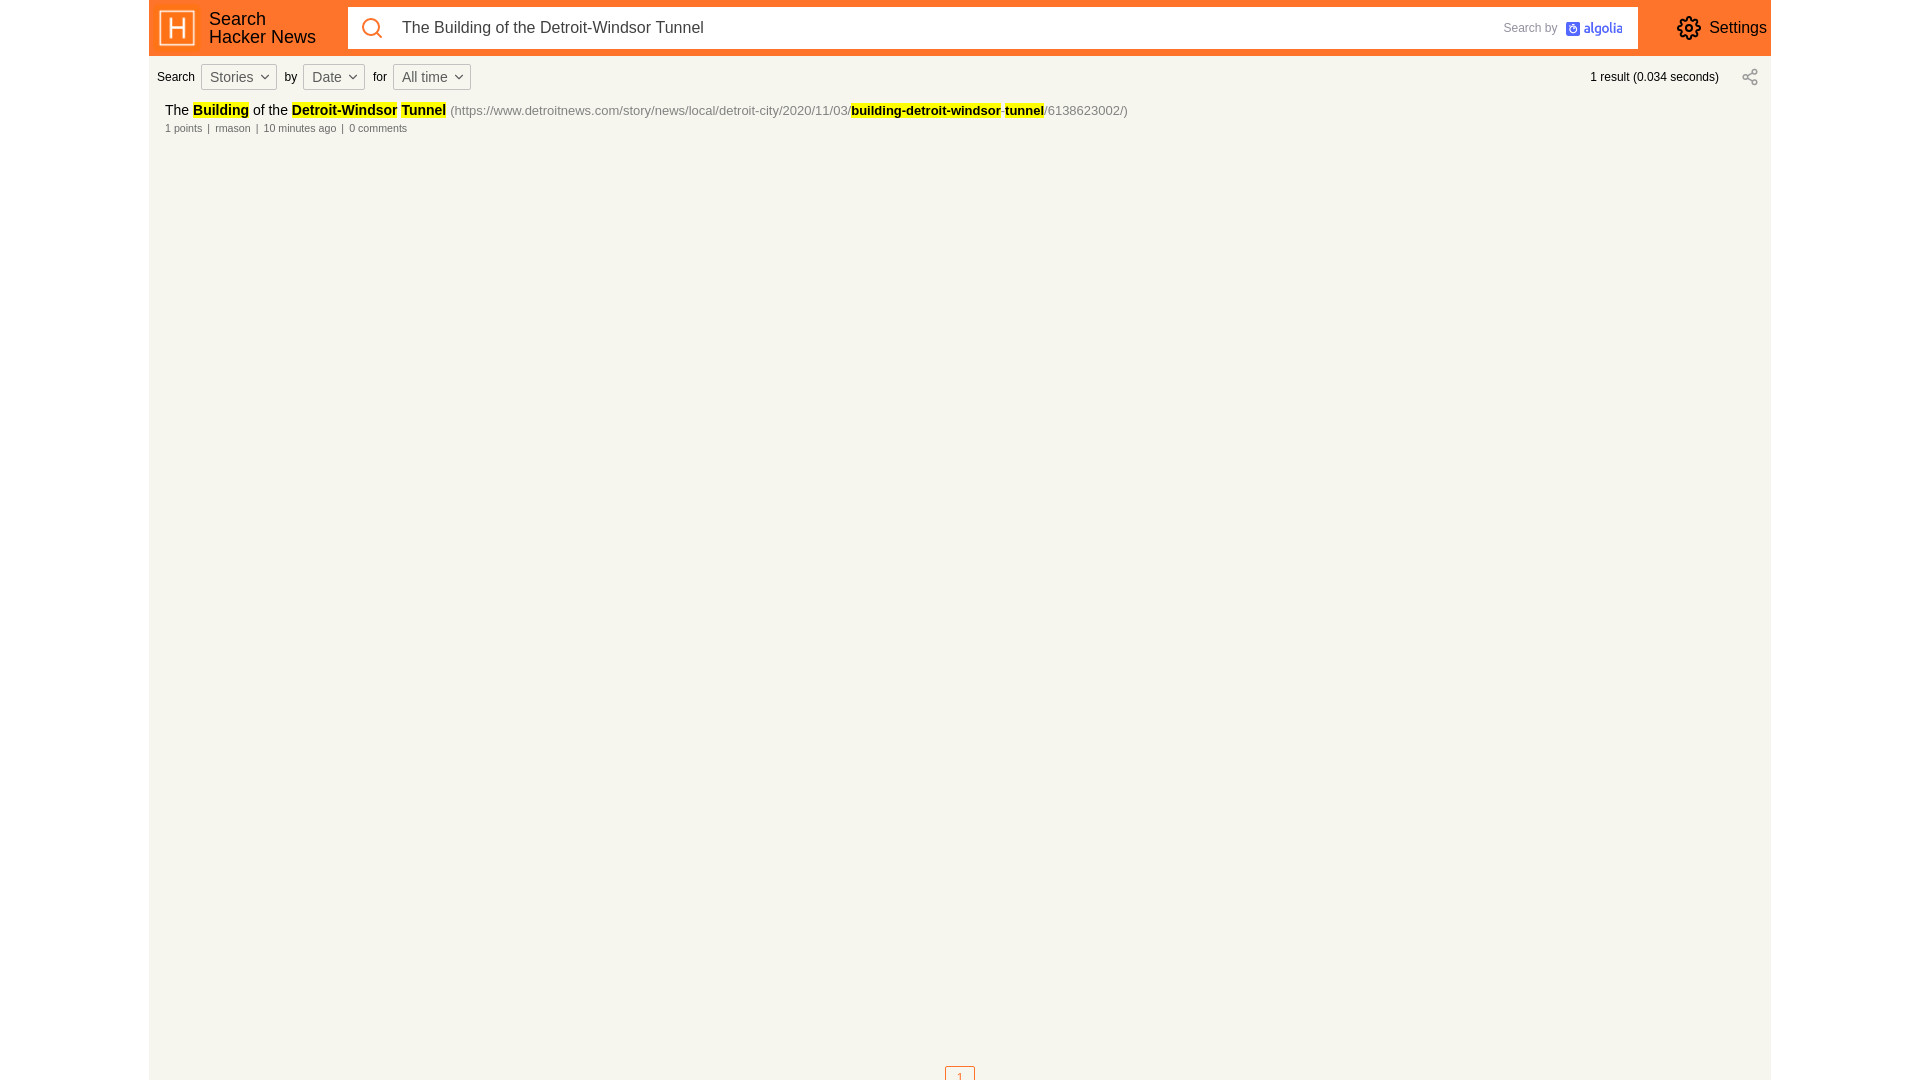 H
Search
Hacker News
The Building of the Detroit-Windsor Tunnel
Search by algolia
Settings
Search Stories by Date for All time
1 result (0.034 seconds)
The Building of the Detroit-Windsor Tunnel (https://www.detroitnews.com/story/news/local/detroit-city/2020/11/03/building-detroit-windsor-tunnel/6138623002/)
1 points | rmason | 10 minutes ago | 0 comments
1